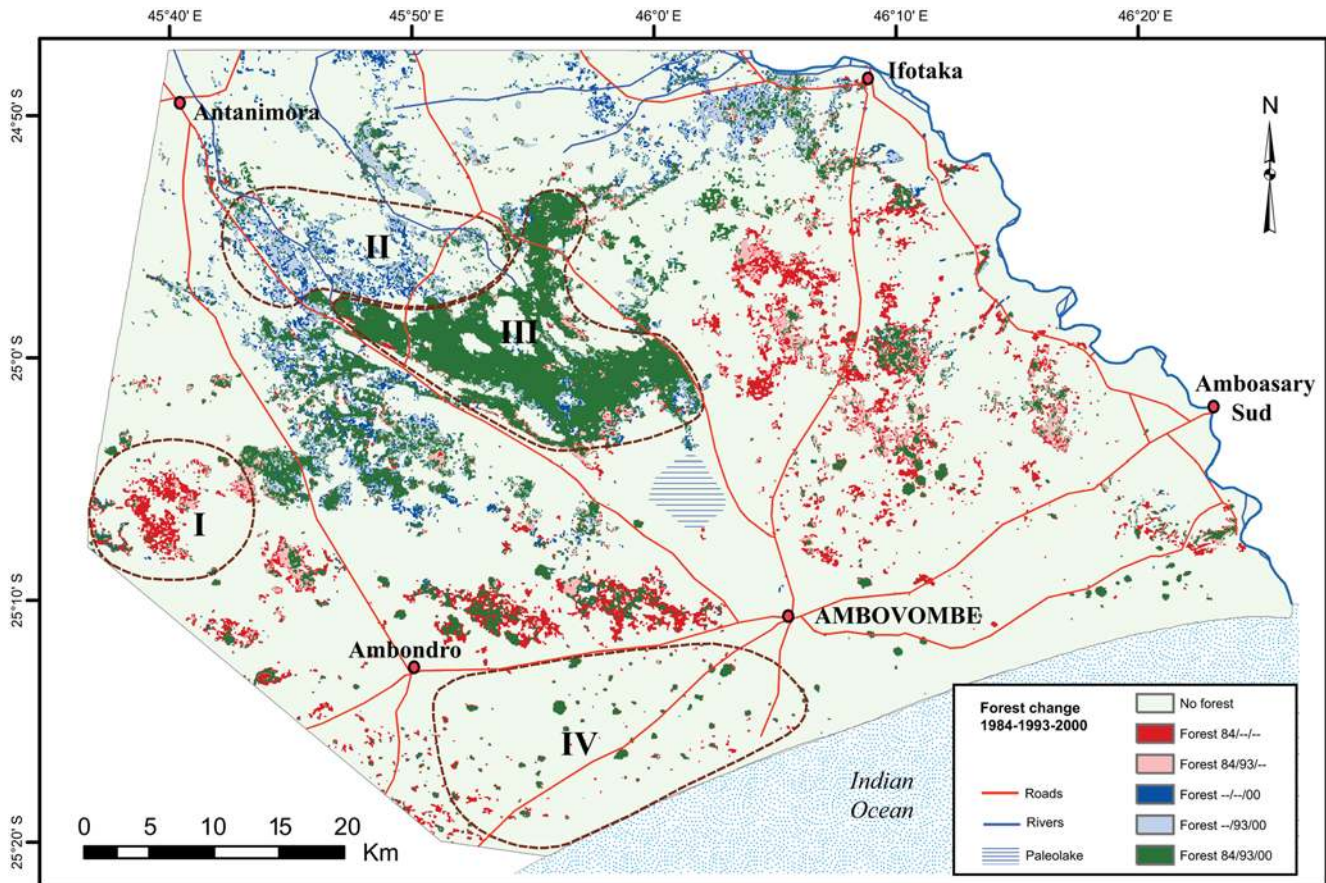 45°40' E
45°50' E
46°0' E
46°10' E
46°20' E
24°50' S
25°0' S
25°10' S
25°20' S
Ifotaka
Antanimora
N
II
III
Amboasary
Sud
I
AMBOVOMBE
Ambondro
IV
Indian
Ocean
0 5 10 15 20
Km
Forest change
1984-1993-2000
Roads
Rivers
Paleolake
No forest
Forest 84/--/--
Forest 84/93/--
Forest --/--/00
Forest --/93/00
Forest 84/93/00